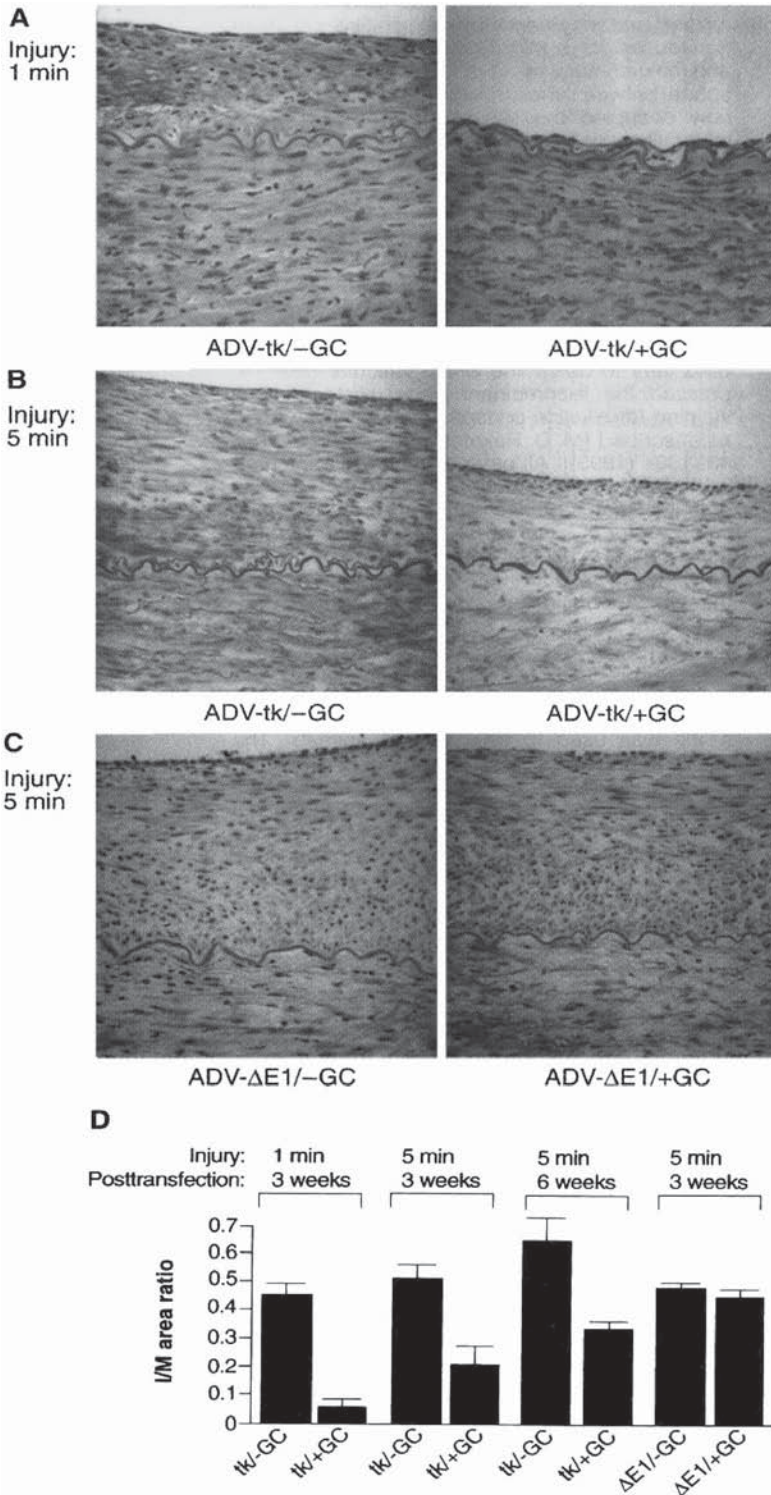 A
Injury:
1 min
ADV-tk/−GC
ADV-tk/+GC
B
Injury:
5 min
ADV-tk/−GC
ADV-tk/+GC
C
Injury:
5 min
ADV-ΔE1/−GC
ADV-ΔE1/+GC
D
Injury: 1 min 5 min 5 min 5 min
Posttransfection: 3 weeks 3 weeks 6 weeks 3 weeks
I/M area ratio
0.7
0.6
0.5
0.4
0.3
0.2
0.1
0
tk/-GC
tk/+GC
tk/-GC
tk/+GC
tk/-GC
tk/+GC
ΔE1/-GC
ΔE1/+GC